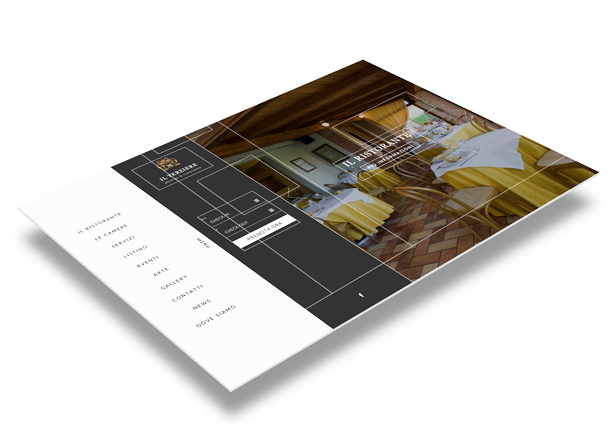 IL RISTORANTE
LE CAMERE
SERVIZI
LISTINO
EVENTI
ARTE
GALLERY
CONTATTI
NEWS
DOVE SIAMO
IL TERZIERE
MENU
CHECK IN
CHECK OUT
PRENOTA ORA
IL RISTORANTE
INFORMAZIONI
f